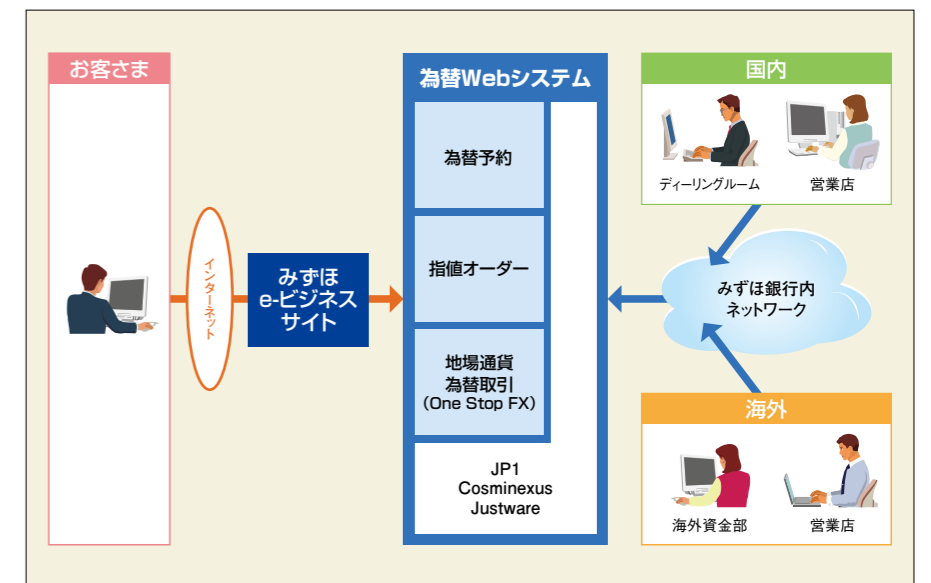 お客さま
インターネット
みずほ
e-ビジネス
サイト
為替Webシステム
為替予約
指値オーダー
地場通貨
為替取引
（One Stop FX）
JP1
Cosminexus
Justware
国内
ディーリングルーム
営業店
みずほ銀行内
ネットワーク
海外
海外資金部
営業店